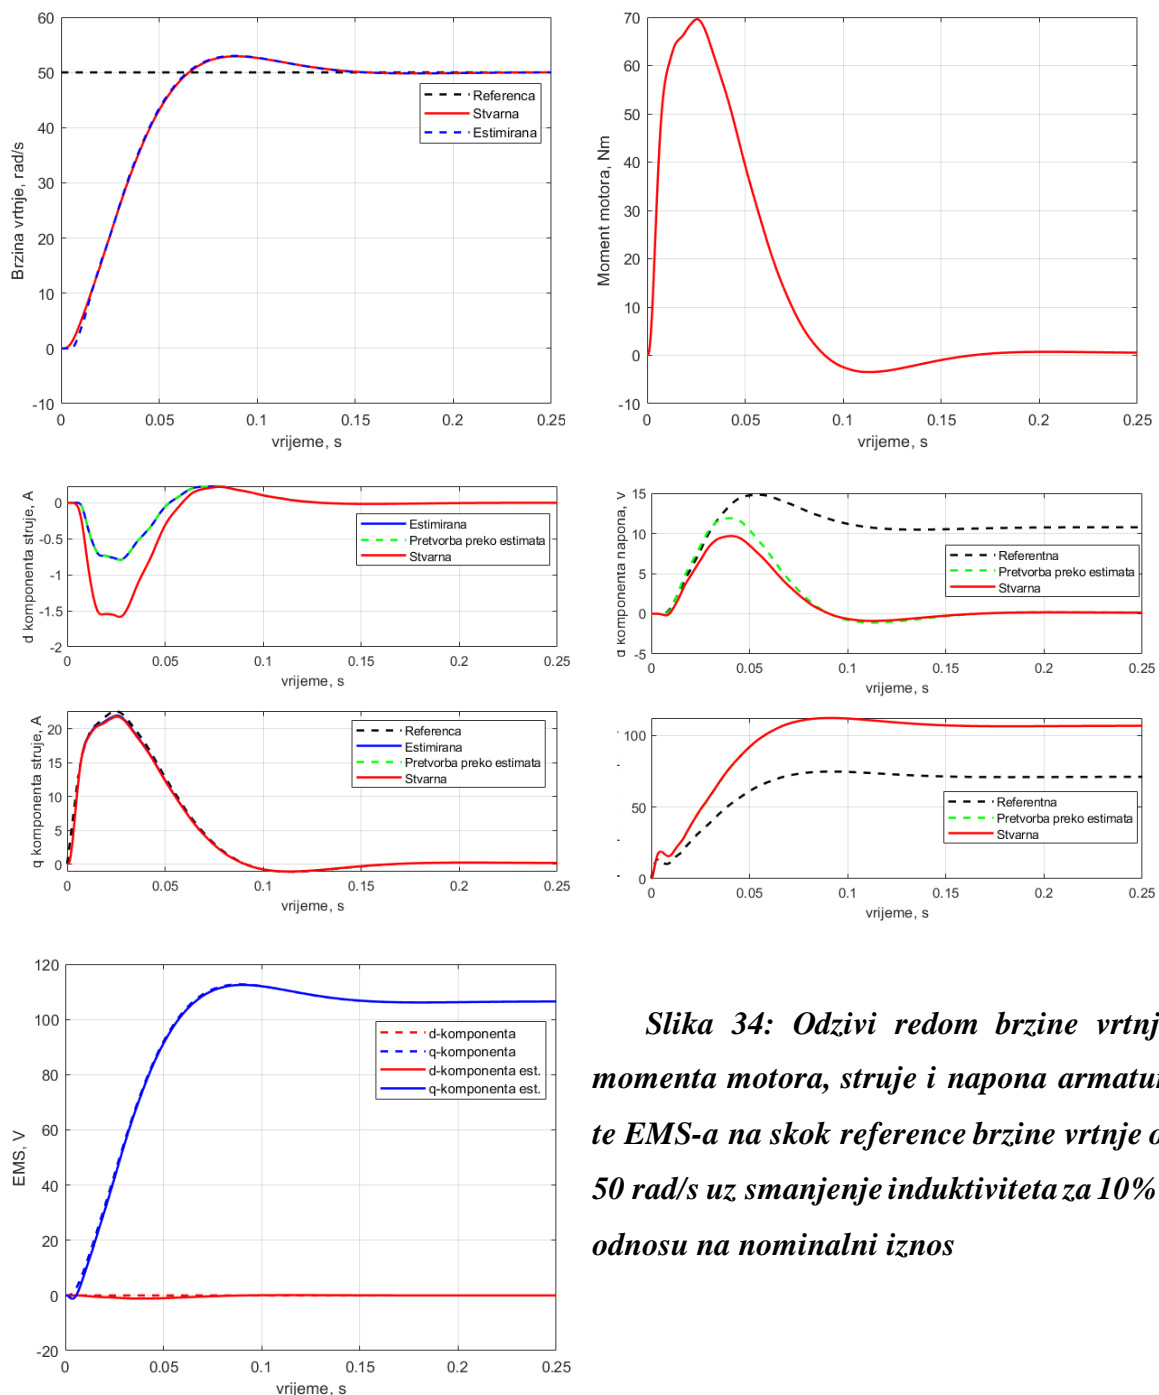 60
50
40
30
20
10
0
-10
Brzina vrtnje, rad/s
Referenca
Stvarna
Estimirana
0 0.05 0.1 0.15 0.2 0.25
vrijeme, s
70
60
50
40
30
20
10
0
-10
Moment motora, Nm
0 0.05 0.1 0.15 0.2 0.25
vrijeme, s
0
-0.5
-1
-1.5
-2
d komponenta struje, A
Estimirana
Pretvorba preko estimata
Stvarna
0 0.05 0.1 0.15 0.2 0.25
vrijeme, s
15
10
5
0
-5
d komponenta napona, V
Referentna
Pretvorba preko estimata
Stvarna
0 0.05 0.1 0.15 0.2 0.25
vrijeme, s
20
15
10
5
0
q komponenta struje, A
Referenca
Estimirana
Pretvorba preko estimata
Stvarna
0 0.05 0.1 0.15 0.2 0.25
vrijeme, s
100
50
0
Referentna
Pretvorba preko estimata
Stvarna
0 0.05 0.1 0.15 0.2 0.25
vrijeme, s
120
100
80
60
40
20
0
-20
EMS, V
d-komponenta
q-komponenta
d-komponenta est.
q-komponenta est.
0 0.05 0.1 0.15 0.2 0.25
vrijeme, s
Slika 34: Odzivi redom brzine vrtnj
momenta motora, struje i napona armatur
te EMS-a na skok reference brzine vrtnje o
50 rad/s uz smanjenje induktiviteta za 10%
odnosu na nominalni iznos